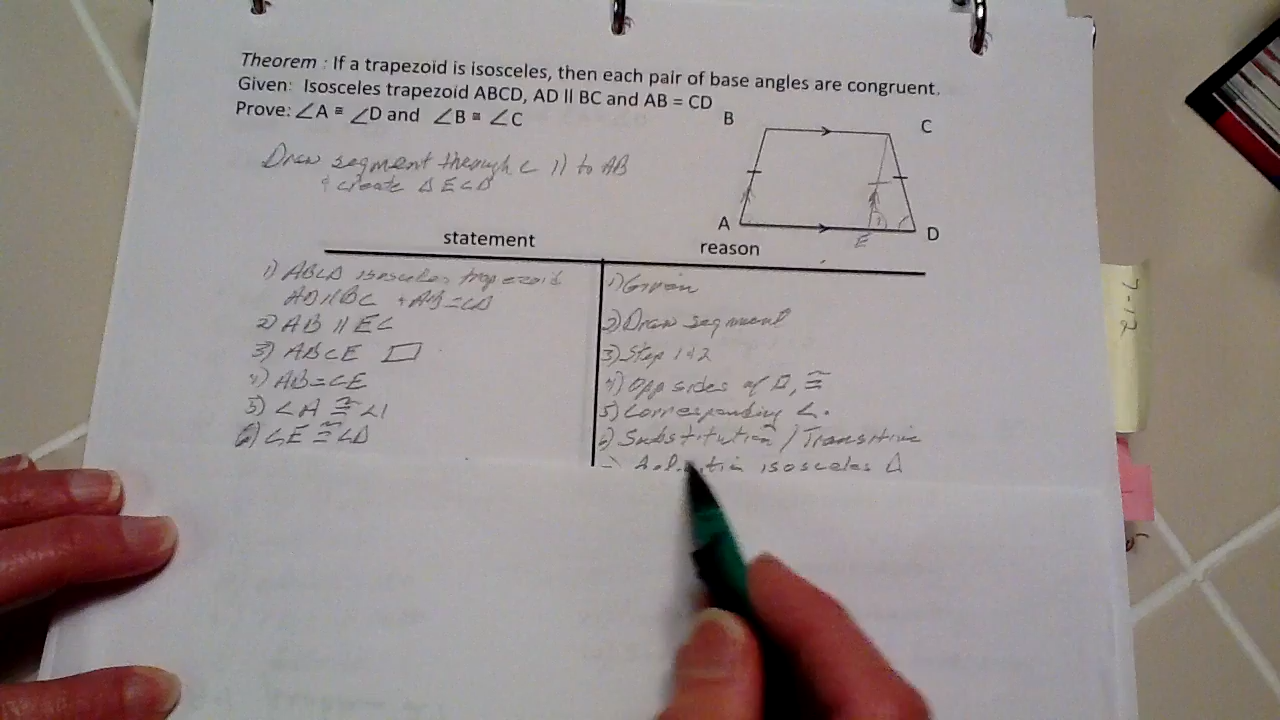 Theorem : If a trapezoid is isosceles, then each pair of base angles are congruent.
Given: Isosceles trapezoid ABCD, AD ll BC and AB = CD
Prove: ∠A ≅ ∠D and ∠B ≅ ∠C
B
C
Draw segment through C || to AB
& create Δ ECD
A
E
1
D
statement
reason
1) ABCD isosceles trapezoid
AD || BC + AB = CD
2) AB || EC
3) ABCE ▱
4) AB = CE
5) ∠A ≅ ∠1
6) CE ≅ CD
1) Given
2) Draw segment
3) Step 1 & 2
4) Opp sides of ▱, ≅
5) Corresponding ∠.
6) Substitution / Transitive
isosceles Δ
7-12